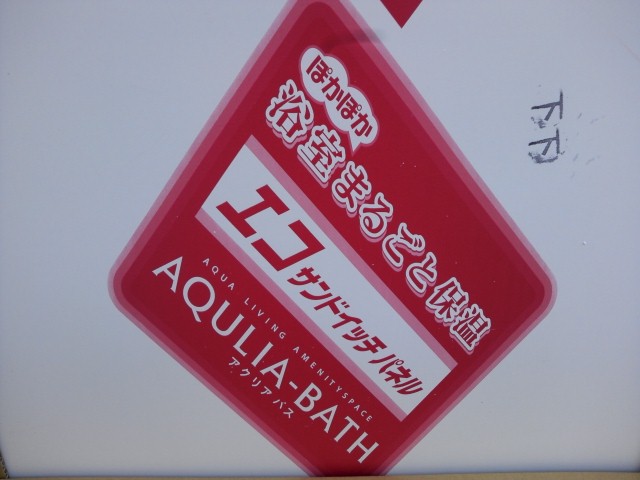 ぽかぽか
浴室まるごと保温
エコサンドイッチパネル
AQUA LIVING AMENITYSPACE
AQULIA-BATH
アクリアバス
下.下